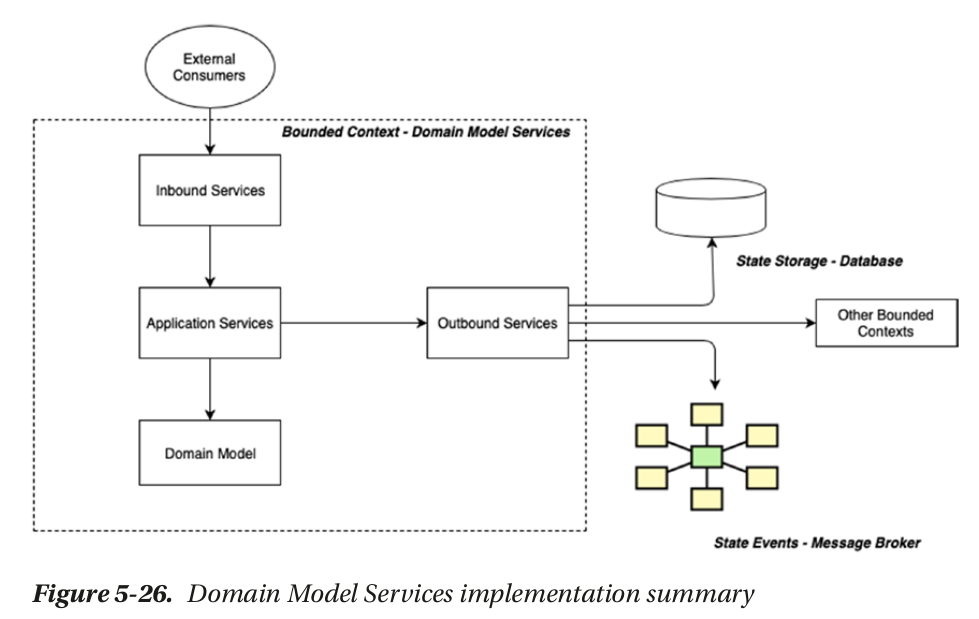 External
Consumers
Bounded Context - Domain Model Services
Inbound Services
State Storage - Database
Application Services
Outbound Services
Other Bounded
Contexts
Domain Model
State Events - Message Broker
Figure 5-26. Domain Model Services implementation summary